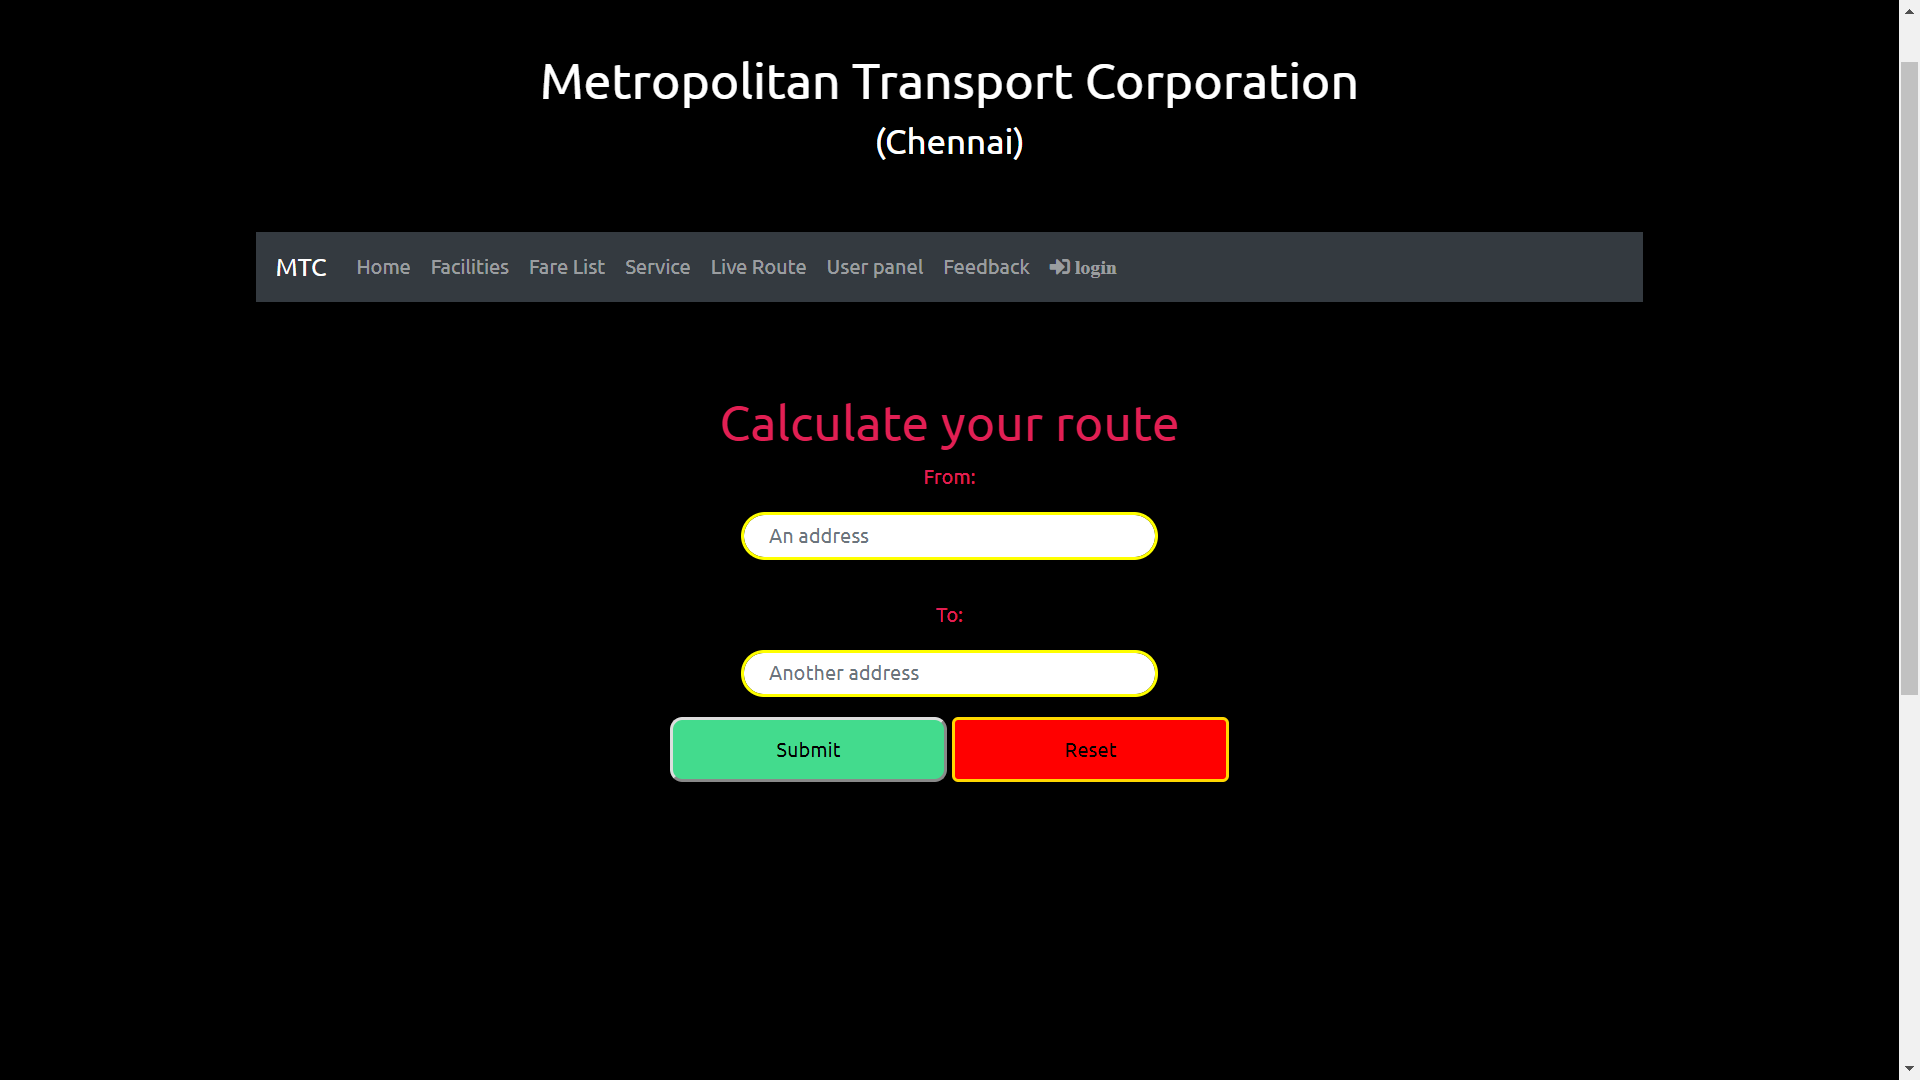 Metropolitan Transport Corporation
(Chennai)
MTC Home Facilities Fare List Service Live Route User panel Feedback login
Calculate your route
From:
An address
To:
Another address
Submit Reset